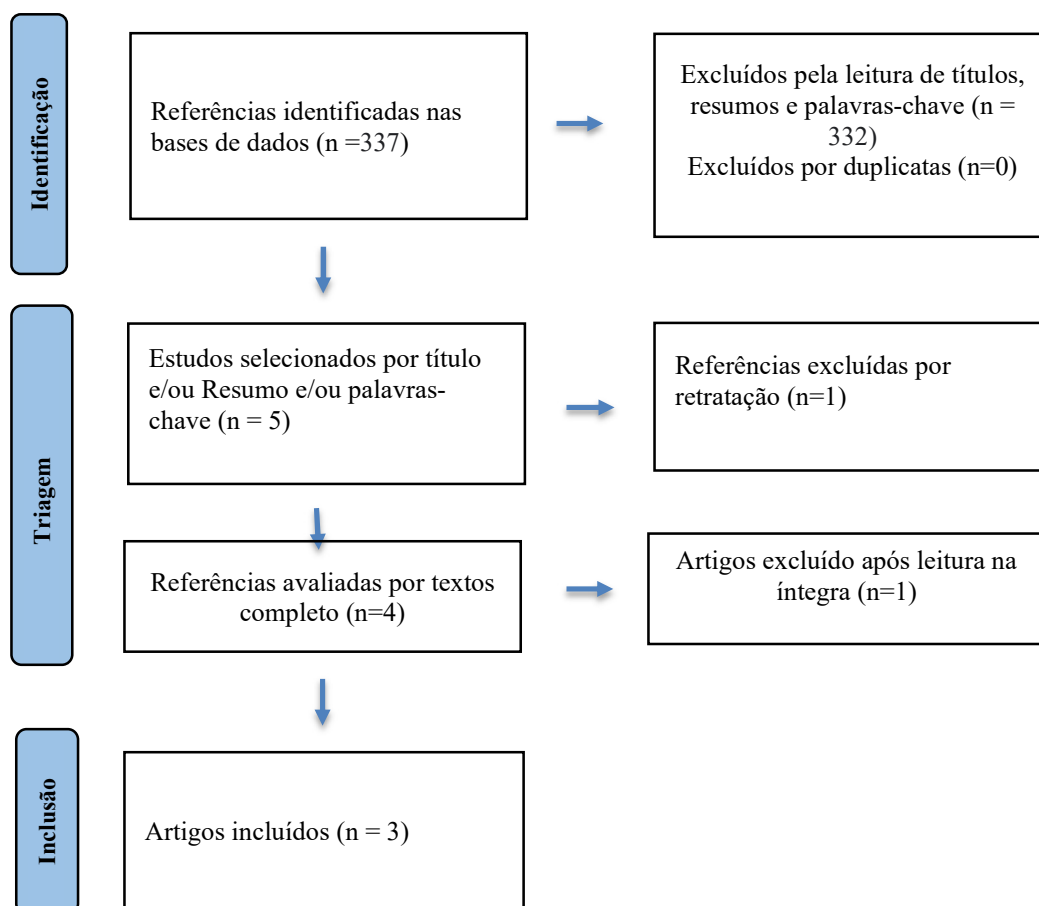 Identificação
Referências identificadas nas
bases de dados (n =337)
Excluídos pela leitura de títulos,
resumos e palavras-chave (n =
332)
Excluídos por duplicatas (n=0)
Triagem
Estudos selecionados por título
e/ou Resumo e/ou palavras-
chave (n = 5)
Referências excluídas por
retratação (n=1)
Referências avaliadas por textos
completo (n=4)
Artigos excluído após leitura na
íntegra (n=1)
Inclusão
Artigos incluídos (n = 3)